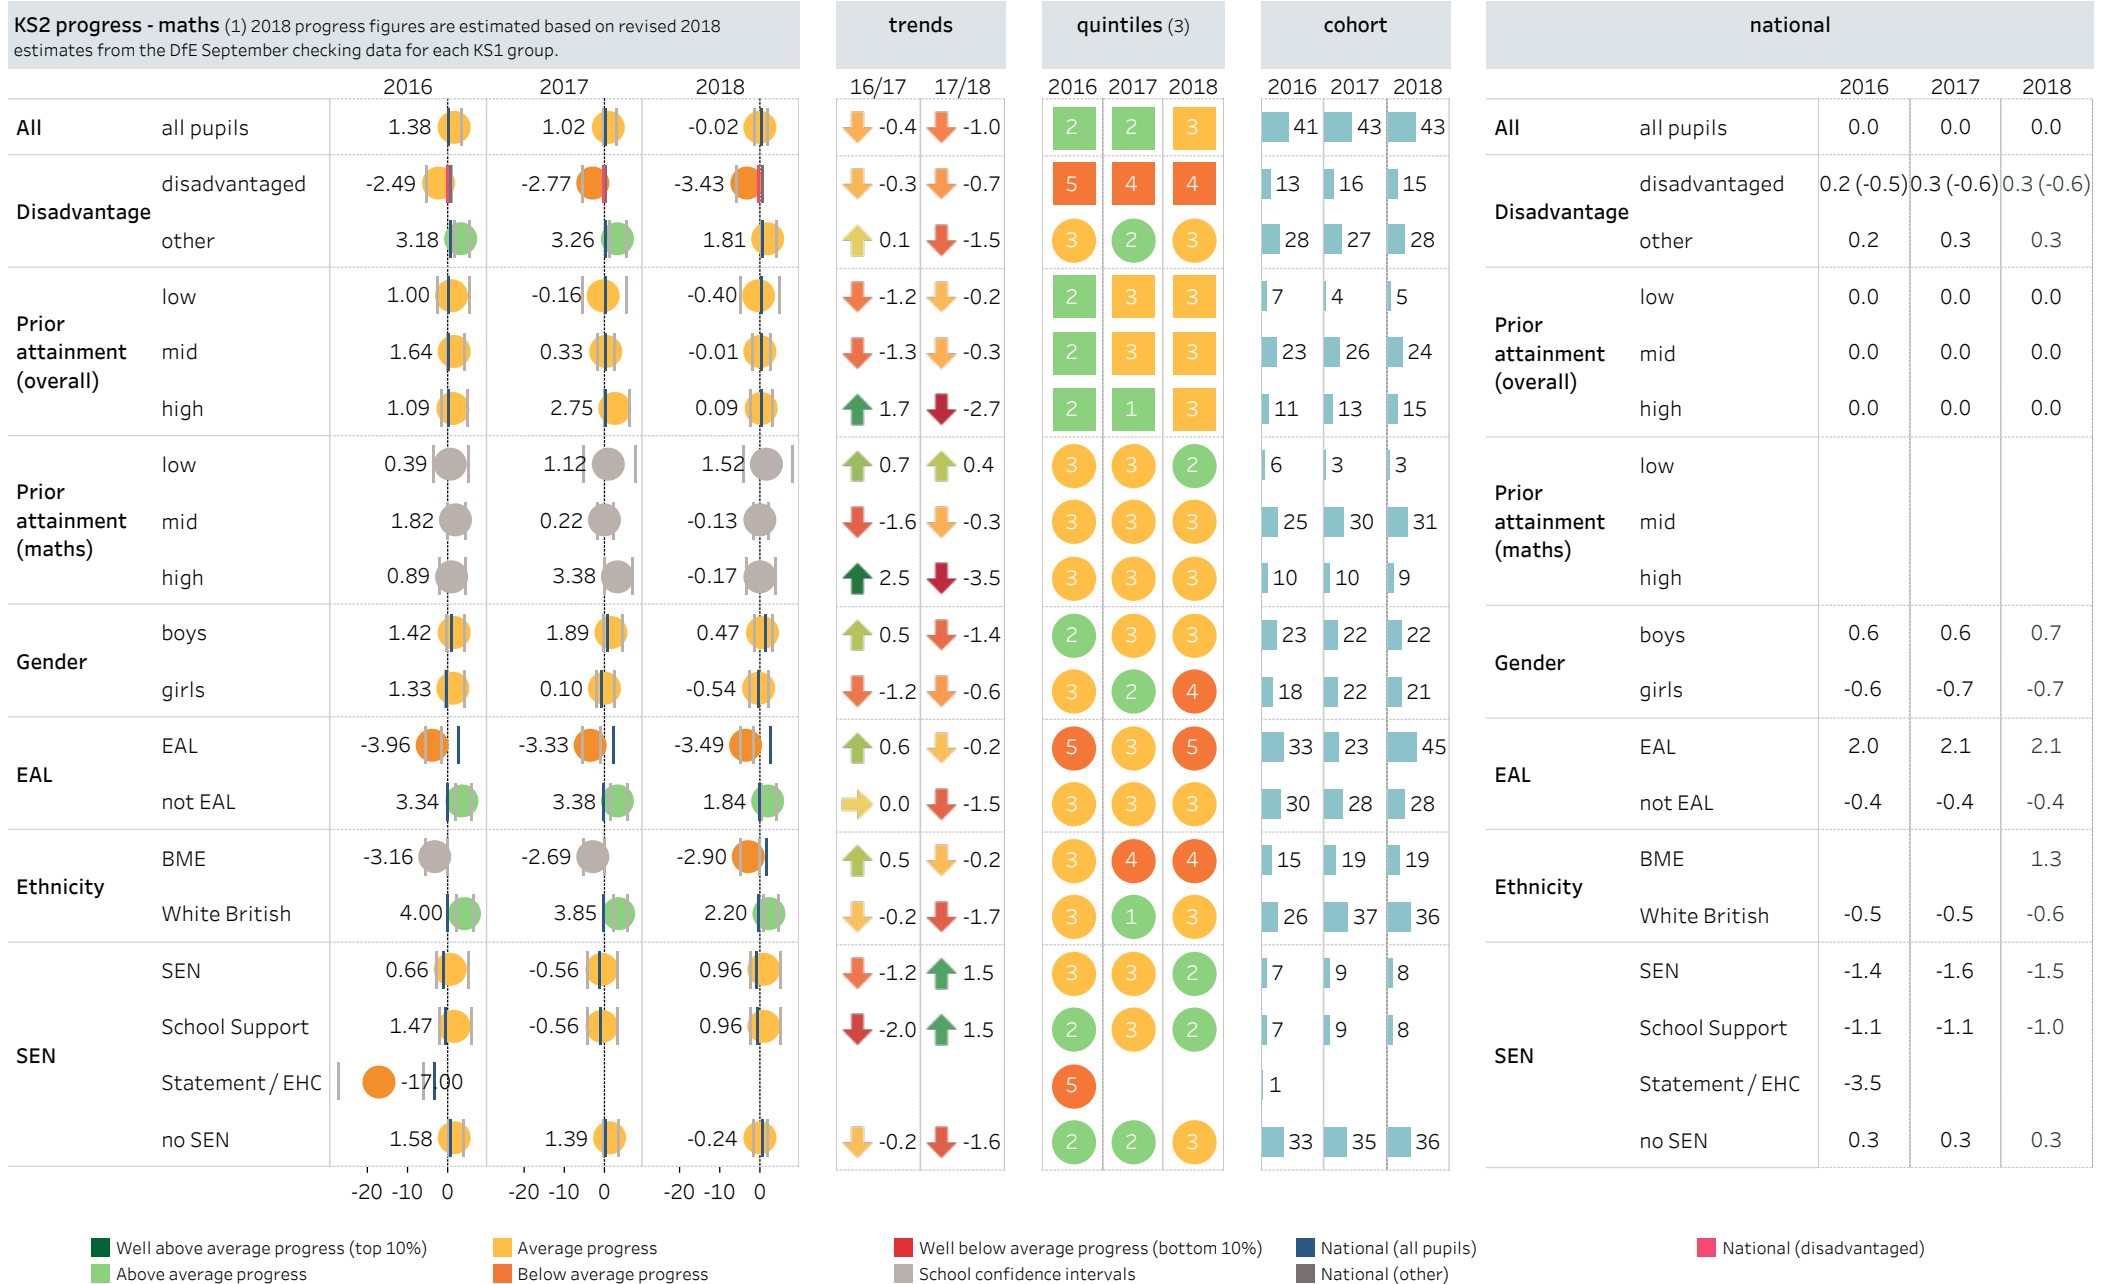 KS2 progress - maths (1) 2018 progress figures are estimated based on revised 2018
estimates from the DfE September checking data for each KS1 group.
trends
quintiles (3)
cohort
national
2016 2017 2018 16/17 17/18 2016 2017 2018 2016 2017 2018 2016 2017 2018
All all pupils 1.38 1.02 -0.02 -0.4 -1.0 2 2 3 41 43 43 All all pupils 0.0 0.0 0.0
Disadvantage disadvantaged -2.49 -2.77 -3.43 -0.3 -0.7 5 4 4 13 16 15 Disadvantage disadvantaged 0.2 (-0.5) 0.3 (-0.6) 0.3 (-0.6)
other 3.18 3.26 1.81 0.1 -1.5 3 2 3 28 27 28 other 0.2 0.3 0.3
Prior attainment (overall) low 1.00 -0.16 -0.40 -1.2 -0.2 2 3 3 7 4 5 Prior attainment (overall) low 0.0 0.0 0.0
mid 1.64 0.33 -0.01 -1.3 -0.3 2 3 3 23 26 24 mid 0.0 0.0 0.0
high 1.09 2.75 0.09 1.7 -2.7 2 1 3 11 13 15 high 0.0 0.0 0.0
Prior attainment (maths) low 0.39 1.12 1.52 0.7 0.4 3 3 2 6 3 3 Prior attainment (maths) low
mid 1.82 0.22 -0.13 -1.6 -0.3 3 3 3 25 30 31 mid
high 0.89 3.38 -0.17 2.5 -3.5 3 3 3 10 10 9 high
Gender boys 1.42 1.89 0.47 0.5 -1.4 2 3 3 23 22 22 Gender boys 0.6 0.6 0.7
girls 1.33 0.10 -0.54 -1.2 -0.6 3 2 4 18 22 21 girls -0.6 -0.7 -0.7
EAL EAL -3.96 -3.33 -3.49 0.6 -0.2 5 3 5 33 23 45 EAL EAL 2.0 2.1 2.1
not EAL 3.34 3.38 1.84 0.0 -1.5 3 3 3 30 28 28 not EAL -0.4 -0.4 -0.4
Ethnicity BME -3.16 -2.69 -2.90 0.5 -0.2 3 4 4 15 19 19 Ethnicity BME 1.3
White British 4.00 3.85 2.20 -0.2 -1.7 3 1 3 26 37 36 White British -0.5 -0.5 -0.6
SEN SEN 0.66 -0.56 0.96 -1.2 1.5 3 3 2 7 9 8 SEN SEN -1.4 -1.6 -1.5
School Support 1.47 -0.56 0.96 -2.0 1.5 2 3 2 7 9 8 School Support -1.1 -1.1 -1.0
Statement / EHC -17.00 5 1 Statement / EHC -3.5
no SEN 1.58 1.39 -0.24 -0.2 -1.6 2 2 3 33 35 36 no SEN 0.3 0.3 0.3
-20 -10 0 -20 -10 0 -20 -10 0
Well above average progress (top 10%) Average progress Well below average progress (bottom 10%) National (all pupils) National (disadvantaged)
Above average progress Below average progress School confidence intervals National (other)